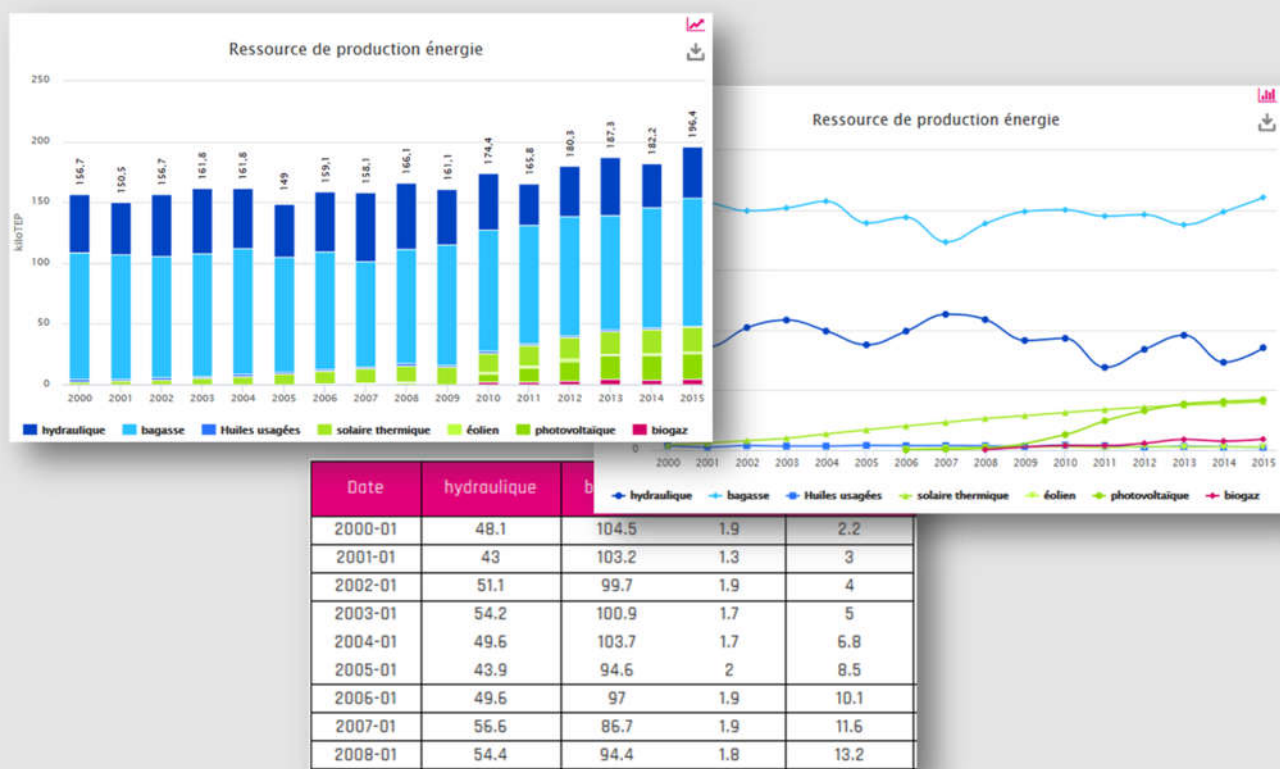 Ressource de production énergie
250
200
150
100
50
0
kiloTEP
156,7 150,5 156,7 161,8 161,8 149 159,1 158,1 166,1 161,1 174,4 165,8 180,3 187,3 182,2 196,4
2000 2001 2002 2003 2004 2005 2006 2007 2008 2009 2010 2011 2012 2013 2014 2015
hydraulique bagasse Huiles usagées solaire thermique éolien photovoltaïque biogaz
Ressource de production énergie
0
2000 2001 2002 2003 2004 2005 2006 2007 2008 2009 2010 2011 2012 2013 2014 2015
hydraulique bagasse Huiles usagées solaire thermique éolien photovoltaïque biogaz
Date hydraulique b
2000-01 48.1 104.5 1.9 2.2
2001-01 43 103.2 1.3 3
2002-01 51.1 99.7 1.9 4
2003-01 54.2 100.9 1.7 5
2004-01 49.6 103.7 1.7 6.8
2005-01 43.9 94.6 2 8.5
2006-01 49.6 97 1.9 10.1
2007-01 56.6 86.7 1.9 11.6
2008-01 54.4 94.4 1.8 13.2